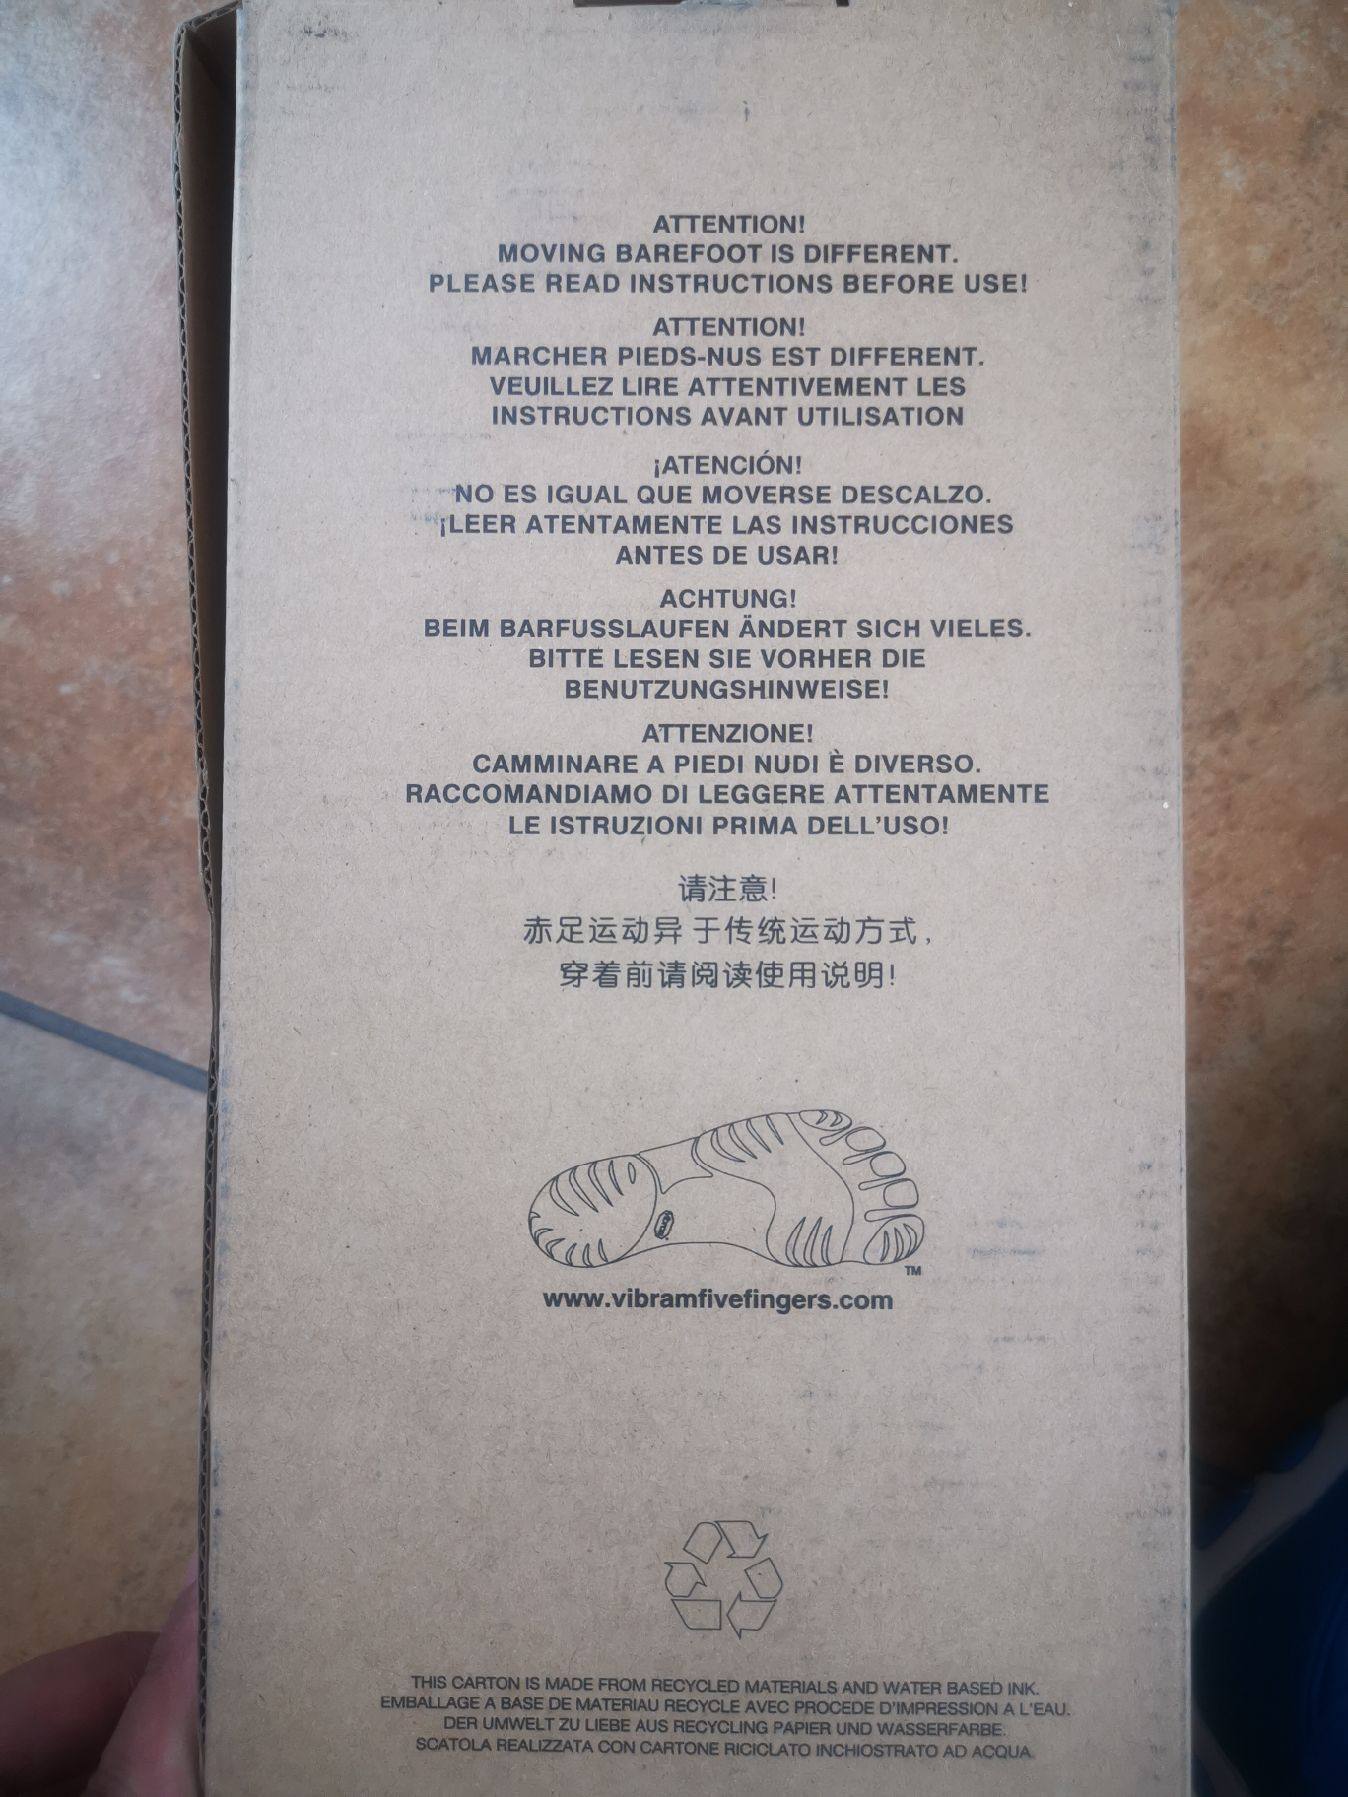 ATTENTION!
MOVING BAREFOOT IS DIFFERENT.
PLEASE READ INSTRUCTIONS BEFORE USE!
ATTENTION!
MARCHER PIEDS-NUS EST DIFFERENT.
VEUILLEZ LIRE ATTENTIVEMENT LES
INSTRUCTIONS AVANT UTILISATION
¡ATENCIÓN!
NO ES IGUAL QUE MOVERSE DESCALZO.
¡LEER ATENTAMENTE LAS INSTRUCCIONES
ANTES DE USAR!
ACHTUNG!
BEIM BARFUSSLAUFEN ÄNDERT SICH VIELES.
BITTE LESEN SIE VORHER DIE
BENUTZUNGSHINWEISE!
ATTENZIONE!
CAMMINARE A PIEDI NUDI È DIVERSO.
RACCOMANDIAMO DI LEGGERE ATTENTAMENTE
LE ISTRUZIONI PRIMA DELL'USO!
请注意!
赤足运动异 于传统运动方式,
穿着前请阅读使用说明!
TM
www.vibramfivefingers.com
THIS CARTON IS MADE FROM RECYCLED MATERIALS AND WATER BASED INK.
EMBALLAGE A BASE DE MATERIAU RECYCLE AVEC PROCEDE D'IMPRESSION A L'EAU.
DER UMWELT ZU LIEBE AUS RECYCLING PAPIER UND WASSERFARBE.
SCATOLA REALIZZATA CON CARTONE RICICLATO INCHIOSTRATO AD ACQUA.